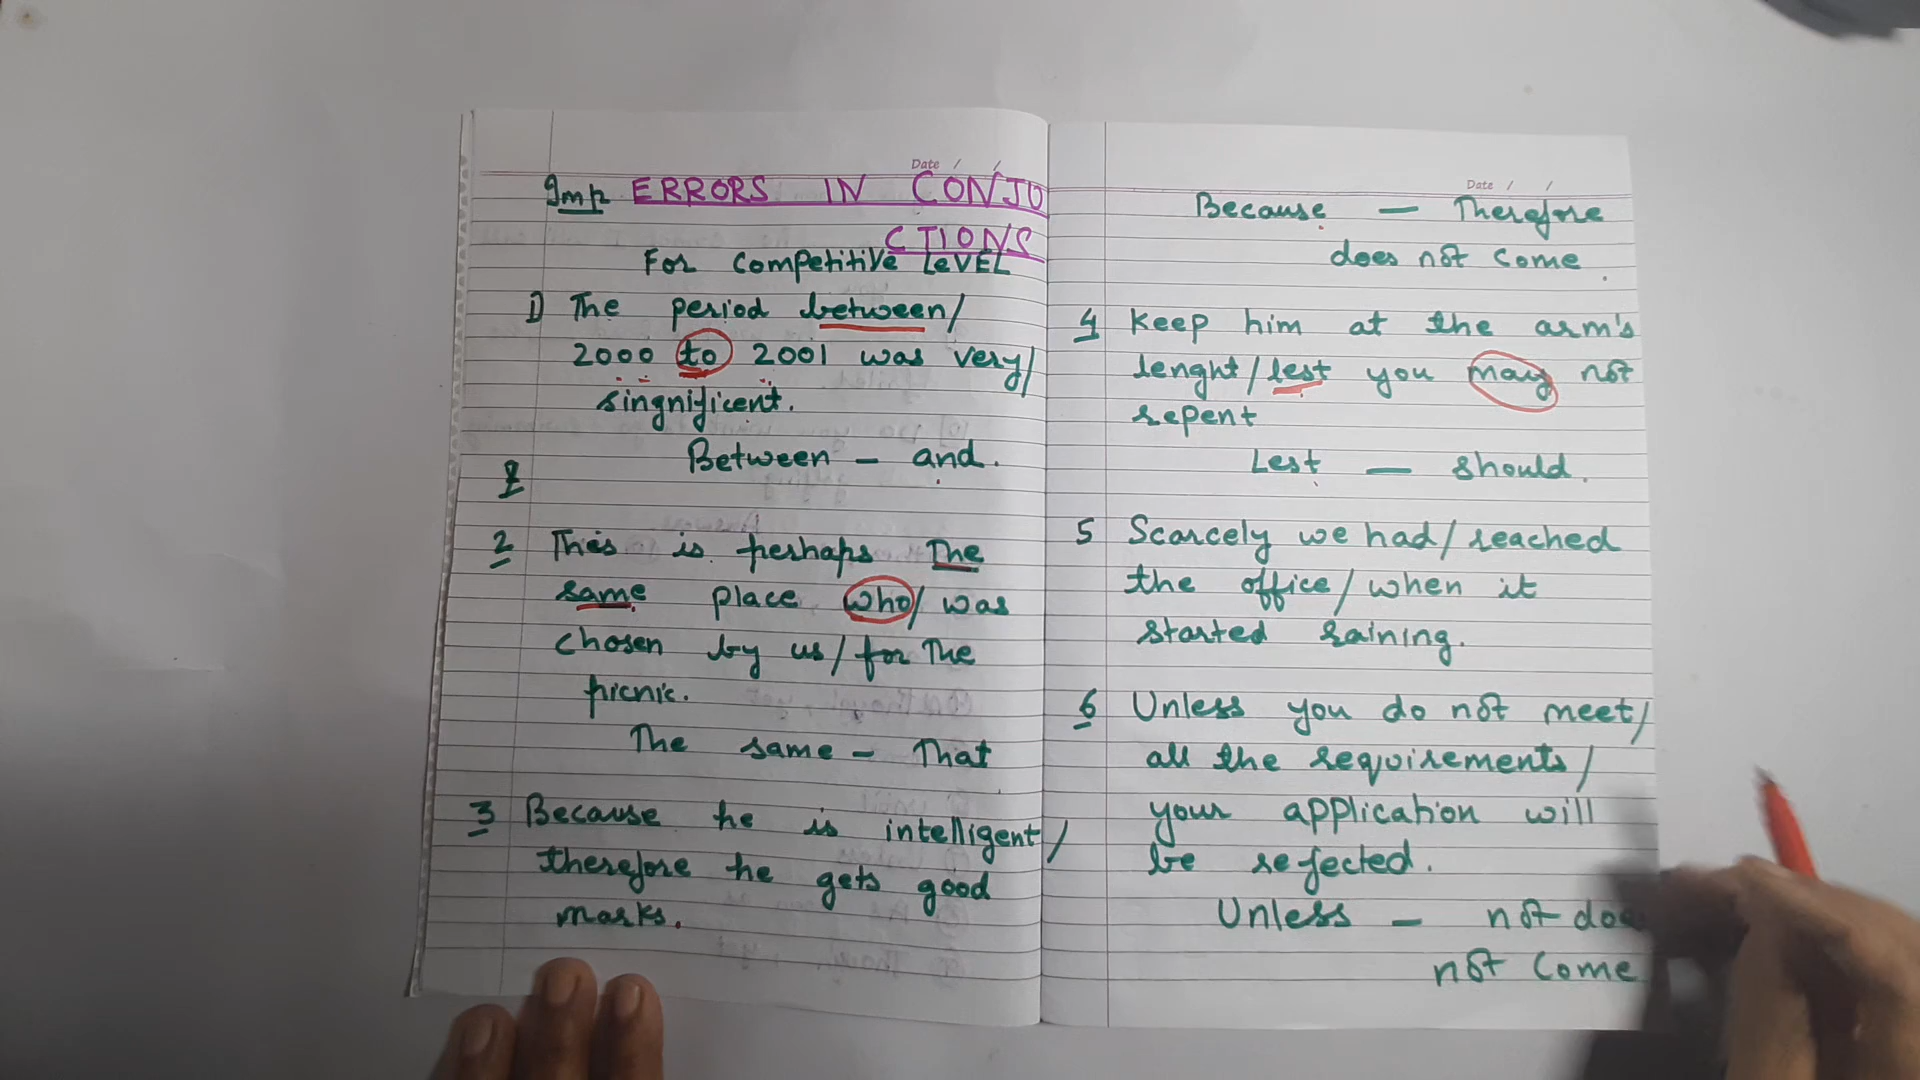 Date / /
Imp ERRORS IN CONJU
CTIONS
For Competitive LeVEL
1) The period between/
2000 to 2001 was very/
singnificent.
Between - and.
2
2 This is perhaps The
same place who/ was
chosen by us/ for The
picnic.
The same - That
3 Because he is intelligent/
therefore he gets good
marks.
Date / /
Because - Therefore
does not come
4 Keep him at the arm's
lenght/lest you may not
repent
Lest - should.
5 Scarcely we had/ reached
the office/ when it
started raining.
6 Unless you do not meet/
all the requirements/
your application will
be rejected.
Unless - not does
not Come